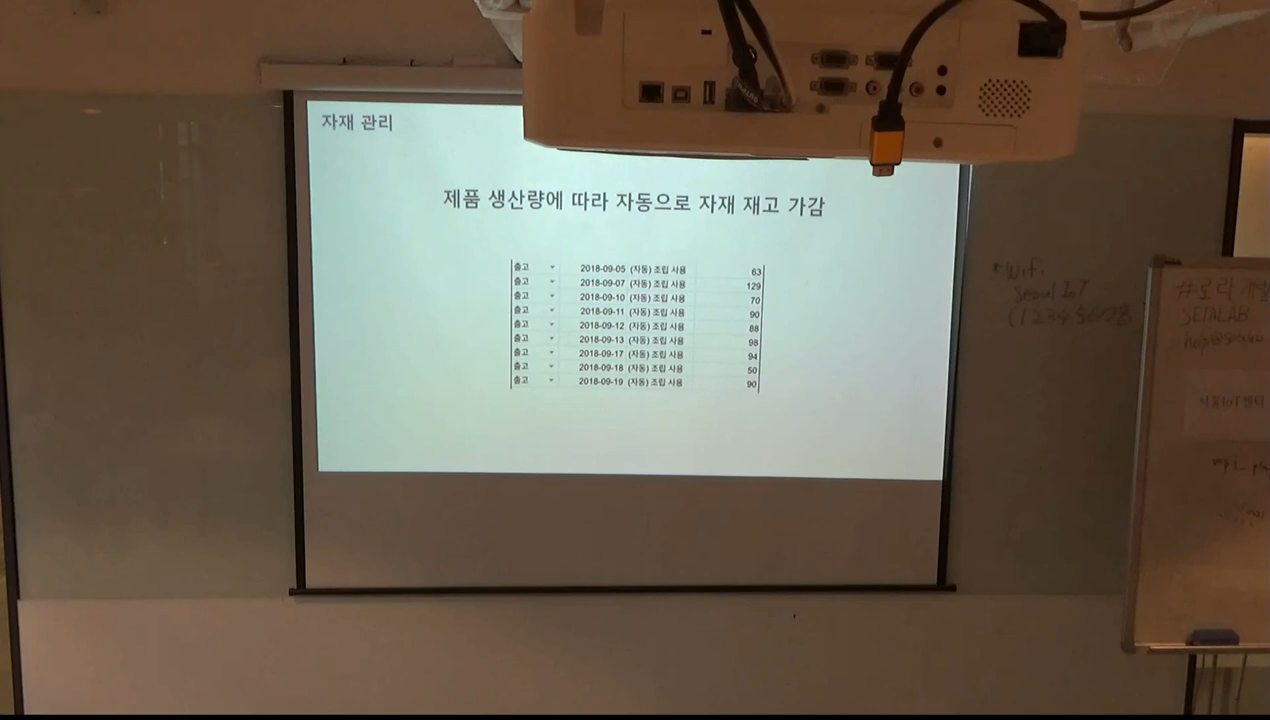 자재 관리
제품 생산량에 따라 자동으로 자재 재고 가감
출고 2018-09-05 (자동) 조립 사용 63
출고 2018-09-07 (자동) 조립 사용 129
출고 2018-09-10 (자동) 조립 사용 70
출고 2018-09-11 (자동) 조립 사용 90
출고 2018-09-12 (자동) 조립 사용 88
출고 2018-09-13 (자동) 조립 사용 98
출고 2018-09-17 (자동) 조립 사용 94
출고 2018-09-18 (자동) 조립 사용 50
출고 2018-09-19 (자동) 조립 사용 90
*Wifi
Seoul IoT
(12345678
SETALAB